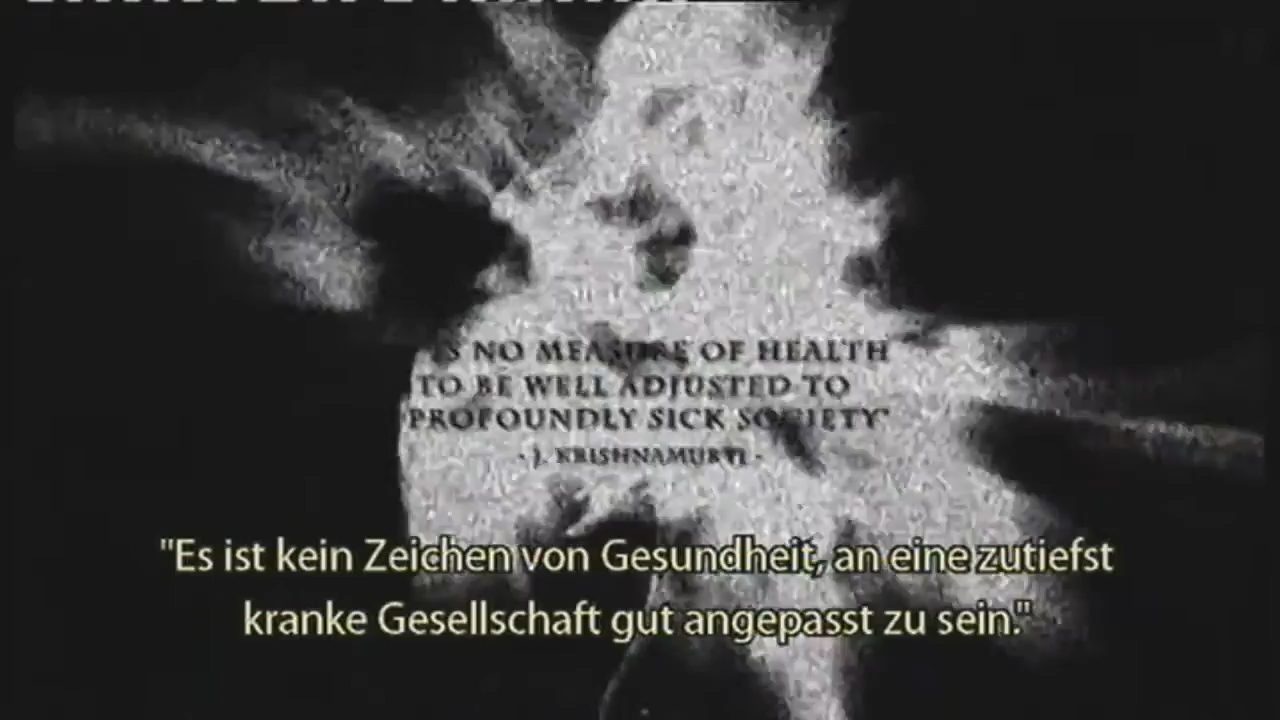 S NO MEASURE OF HEALTH
TO BE WELL ADJUSTED TO
PROFOUNDLY SICK SOCIETY"
- J. KRISHNAMURTI -
"Es ist kein Zeichen von Gesundheit, an eine zutiefst
kranke Gesellschaft gut angepasst zu sein."